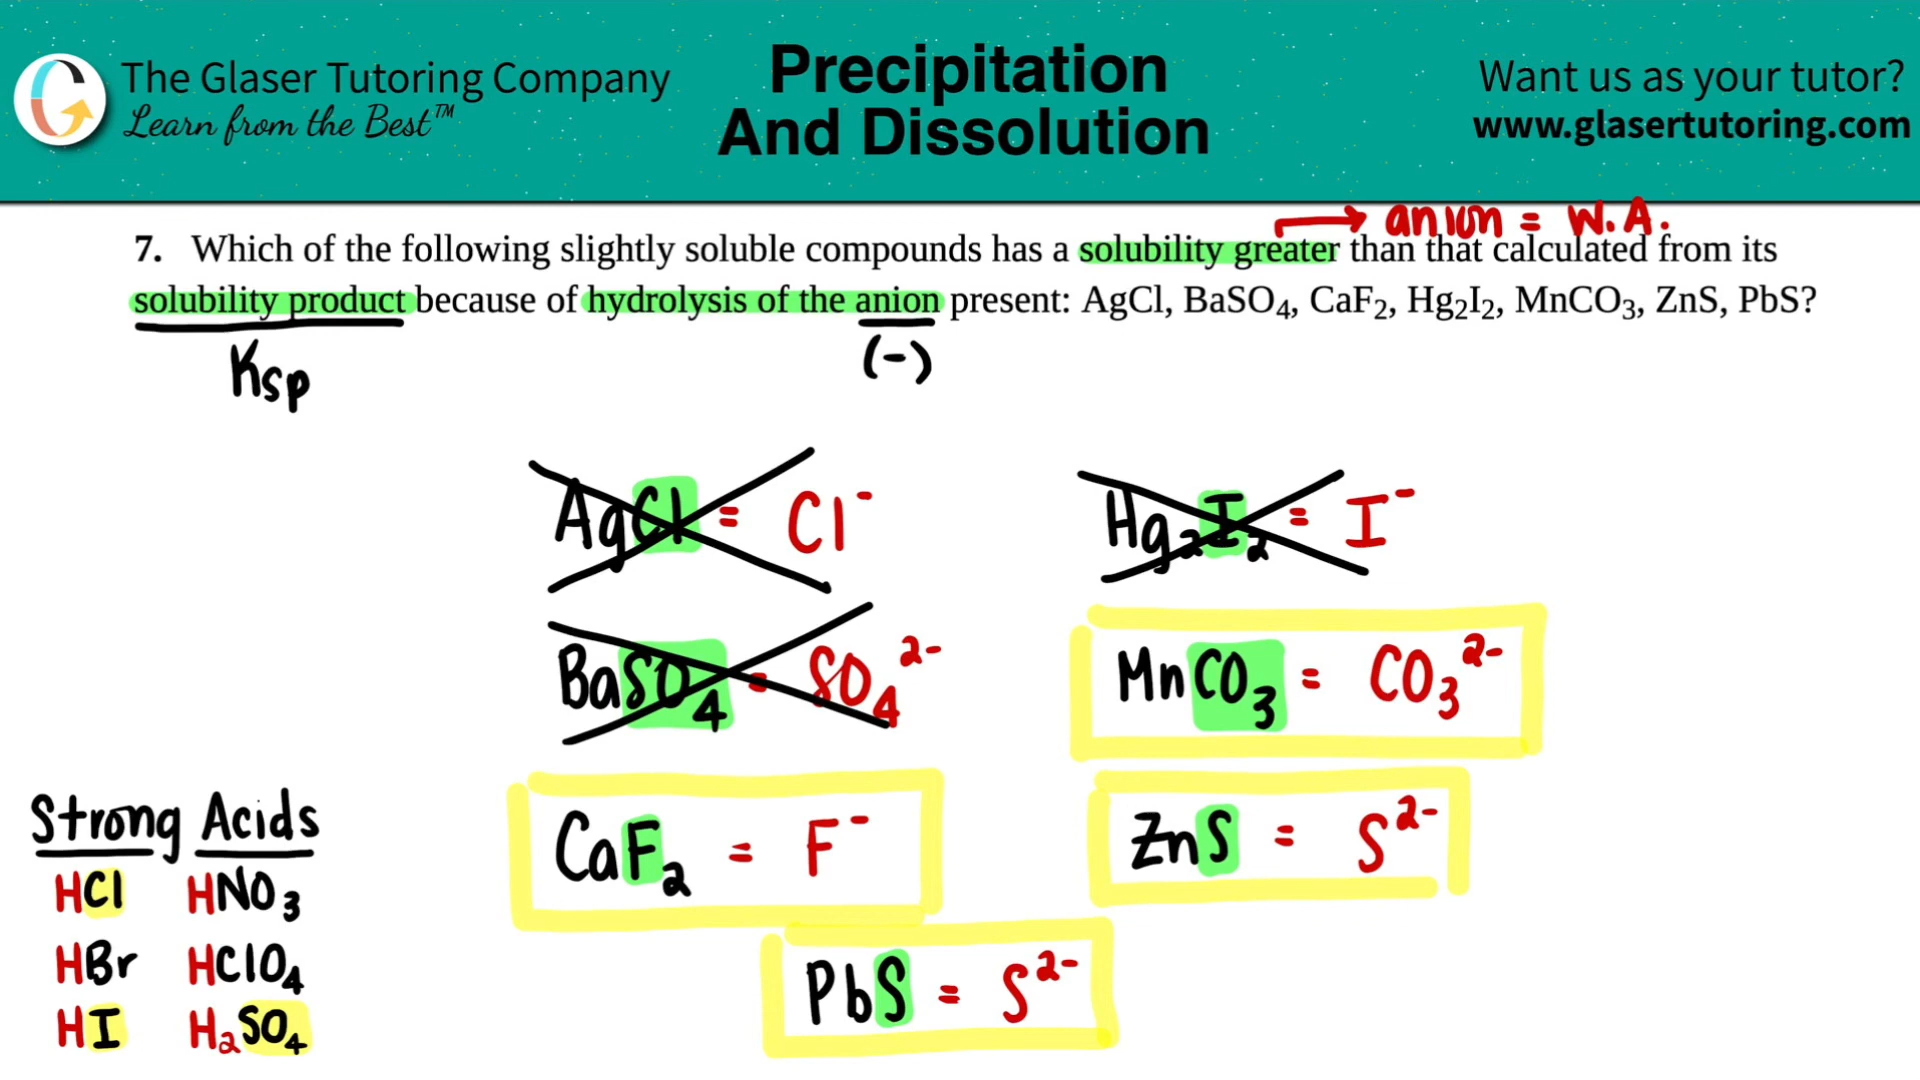 The Glaser Tutoring Company
Learn from the Best™
Precipitation
And Dissolution
Want us as your tutor?
www.glasertutoring.com
anion = W.A.
7. Which of the following slightly soluble compounds has a solubility greater than that calculated from its
solubility product because of hydrolysis of the anion present: AgCl, BaSO₄, CaF₂, Hg₂I₂, MnCO₃, ZnS, PbS?
Ksp
(-)
AgCl = Cl⁻
Hg₂I₂ = I⁻
BaSO₄ = SO₄²⁻
MnCO₃ = CO₃²⁻
CaF₂ = F⁻
ZnS = S²⁻
PbS = S²⁻
Strong Acids
HCl HNO₃
HBr HClO₄
HI H₂SO₄